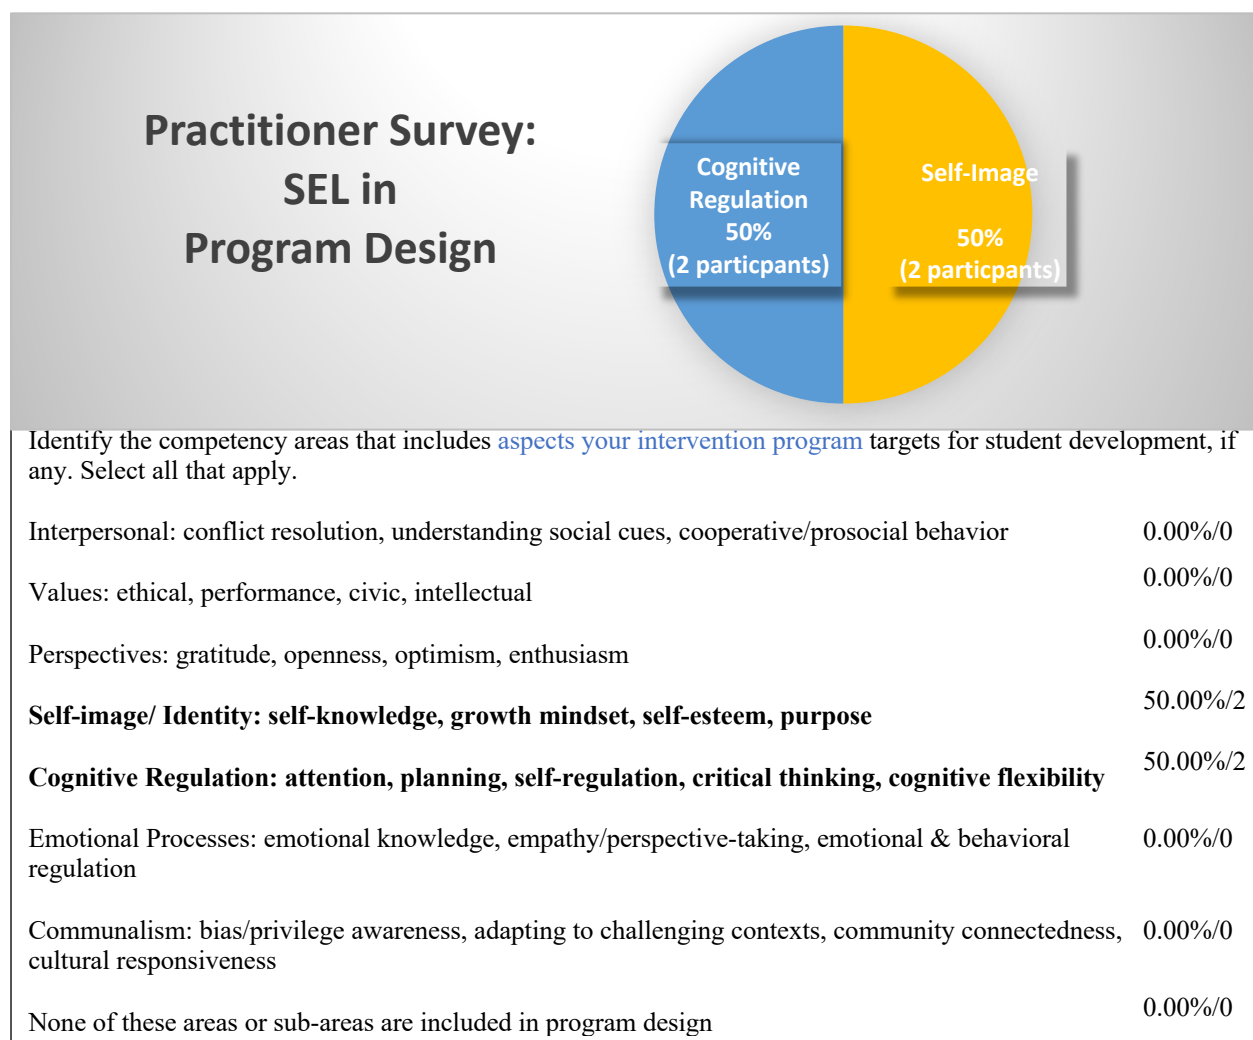 Practitioner Survey:
SEL in
Program Design
Cognitive
Regulation
50%
(2 particpants)
Self-Image
50%
(2 particpants)
Identify the competency areas that includes aspects your intervention program targets for student development, if
any. Select all that apply.
Interpersonal: conflict resolution, understanding social cues, cooperative/prosocial behavior 0.00%/0
Values: ethical, performance, civic, intellectual 0.00%/0
Perspectives: gratitude, openness, optimism, enthusiasm 0.00%/0
Self-image/ Identity: self-knowledge, growth mindset, self-esteem, purpose 50.00%/2
Cognitive Regulation: attention, planning, self-regulation, critical thinking, cognitive flexibility 50.00%/2
Emotional Processes: emotional knowledge, empathy/perspective-taking, emotional & behavioral 0.00%/0
regulation
Communalism: bias/privilege awareness, adapting to challenging contexts, community connectedness, 0.00%/0
cultural responsiveness
None of these areas or sub-areas are included in program design 0.00%/0